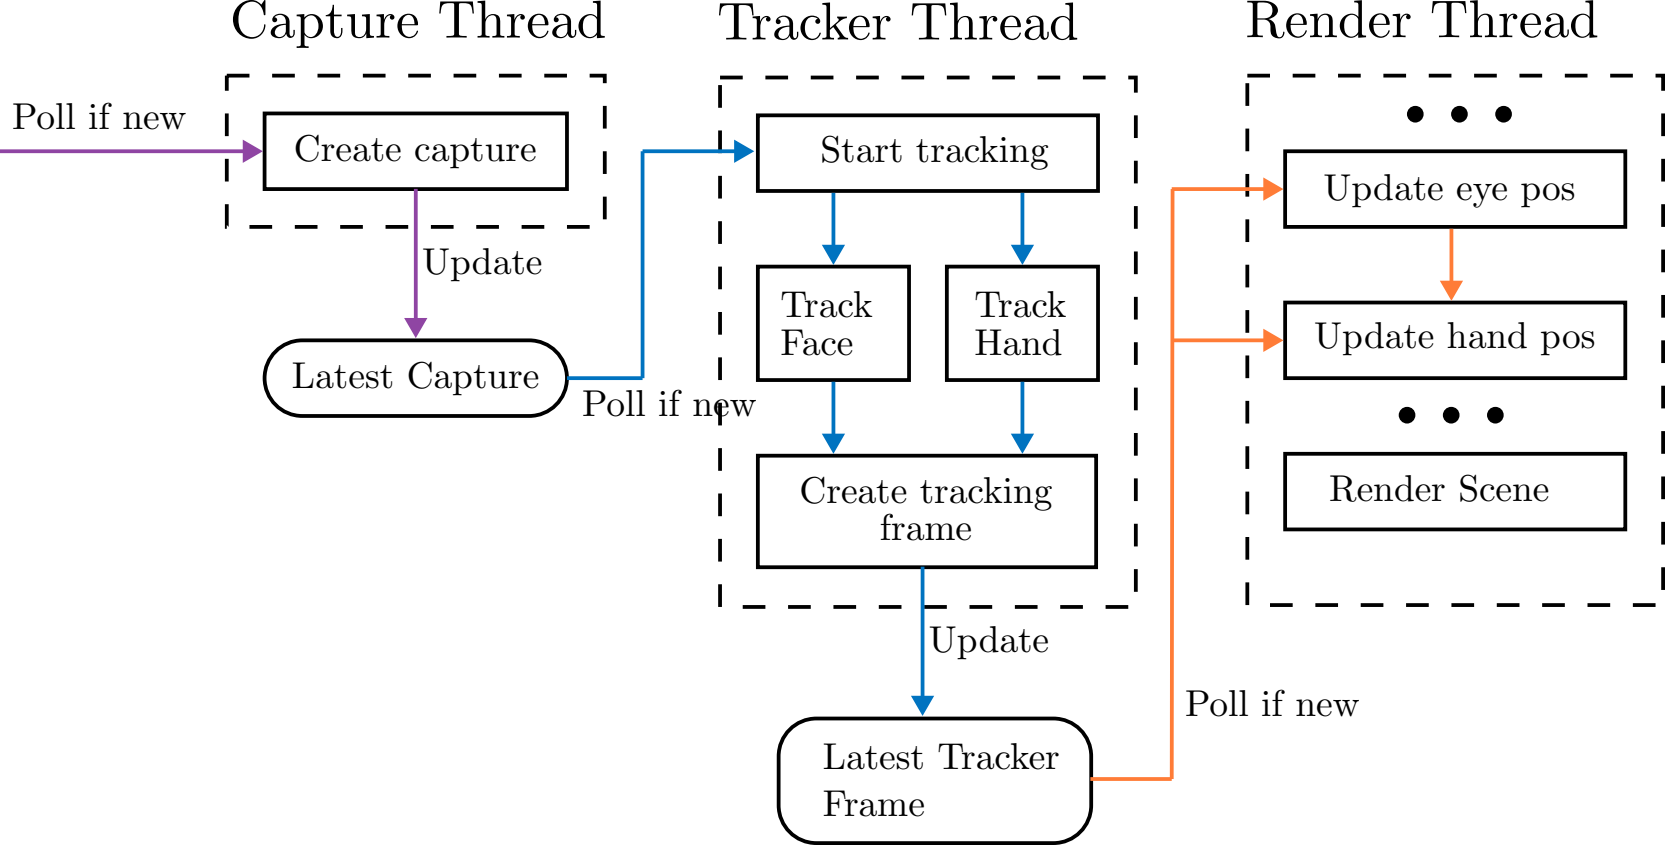 Capture Thread
Poll if new
Create capture
Update
Latest Capture
Poll if new
Tracker Thread
Start tracking
Track
Face
Track
Hand
Create tracking
frame
Update
Latest Tracker
Frame
Poll if new
Render Thread
Update eye pos
Update hand pos
Render Scene